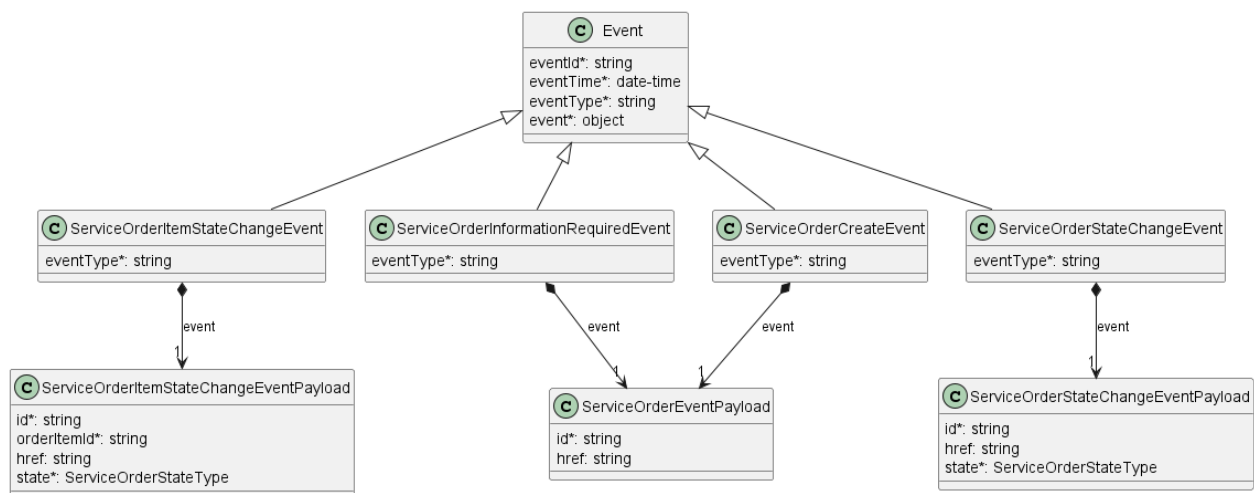 C Event
eventId*: string
eventTime*: date-time
eventType*: string
event*: object
C ServiceOrderItemStateChangeEvent
eventType*: string
C ServiceOrderInformationRequiredEvent
eventType*: string
C ServiceOrderCreateEvent
eventType*: string
C ServiceOrderStateChangeEvent
eventType*: string
event
1
event
1
event
1
event
1
C ServiceOrderItemStateChangeEventPayload
id*: string
orderItemId*: string
href: string
state*: ServiceOrderStateType
C ServiceOrderEventPayload
id*: string
href: string
C ServiceOrderStateChangeEventPayload
id*: string
href: string
state*: ServiceOrderStateType